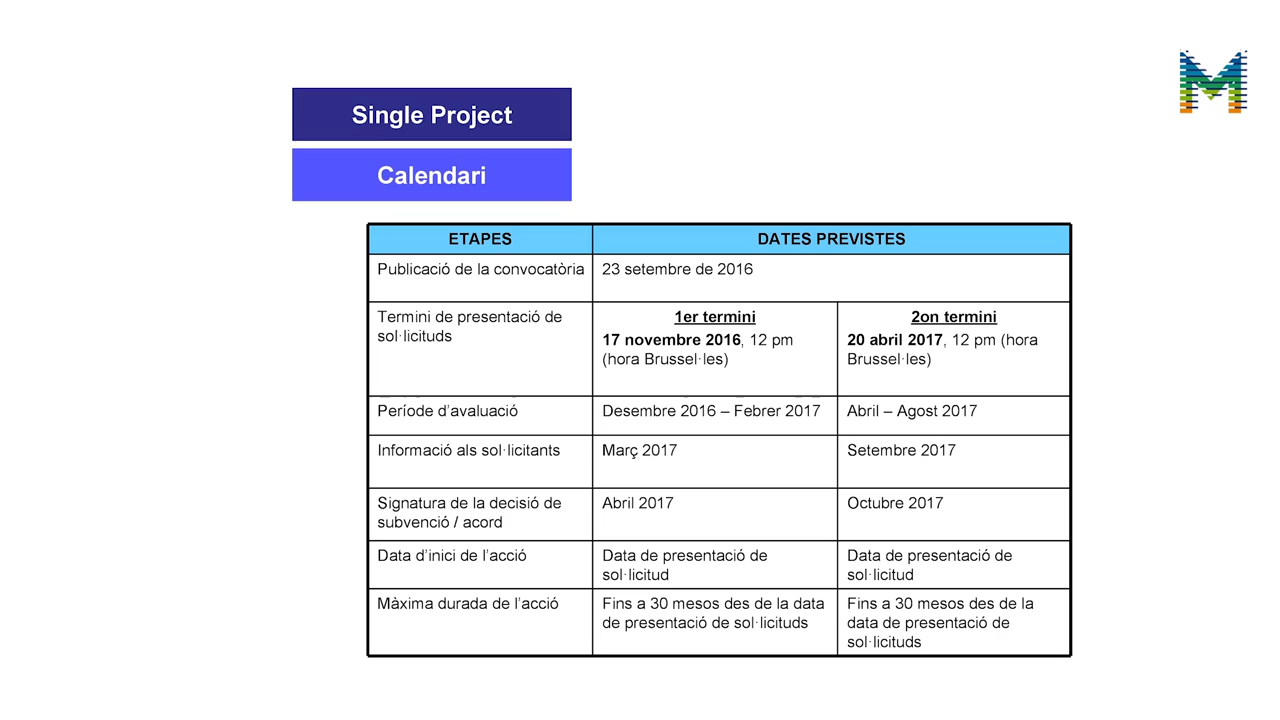 Single Project
Calendari
ETAPES
DATES PREVISTES
Publicació de la convocatòria
23 setembre de 2016
Termini de presentació de
sol·licituds
1er termini
17 novembre 2016, 12 pm
(hora Brussel·les)
2on termini
20 abril 2017, 12 pm (hora
Brussel·les)
Període d'avaluació
Desembre 2016 – Febrer 2017
Abril – Agost 2017
Informació als sol·licitants
Març 2017
Setembre 2017
Signatura de la decisió de
subvenció / acord
Abril 2017
Octubre 2017
Data d'inici de l'acció
Data de presentació de
sol·licitud
Data de presentació de
sol·licitud
Màxima durada de l'acció
Fins a 30 mesos des de la data
de presentació de sol·licituds
Fins a 30 mesos des de la
data de presentació de
sol·licituds